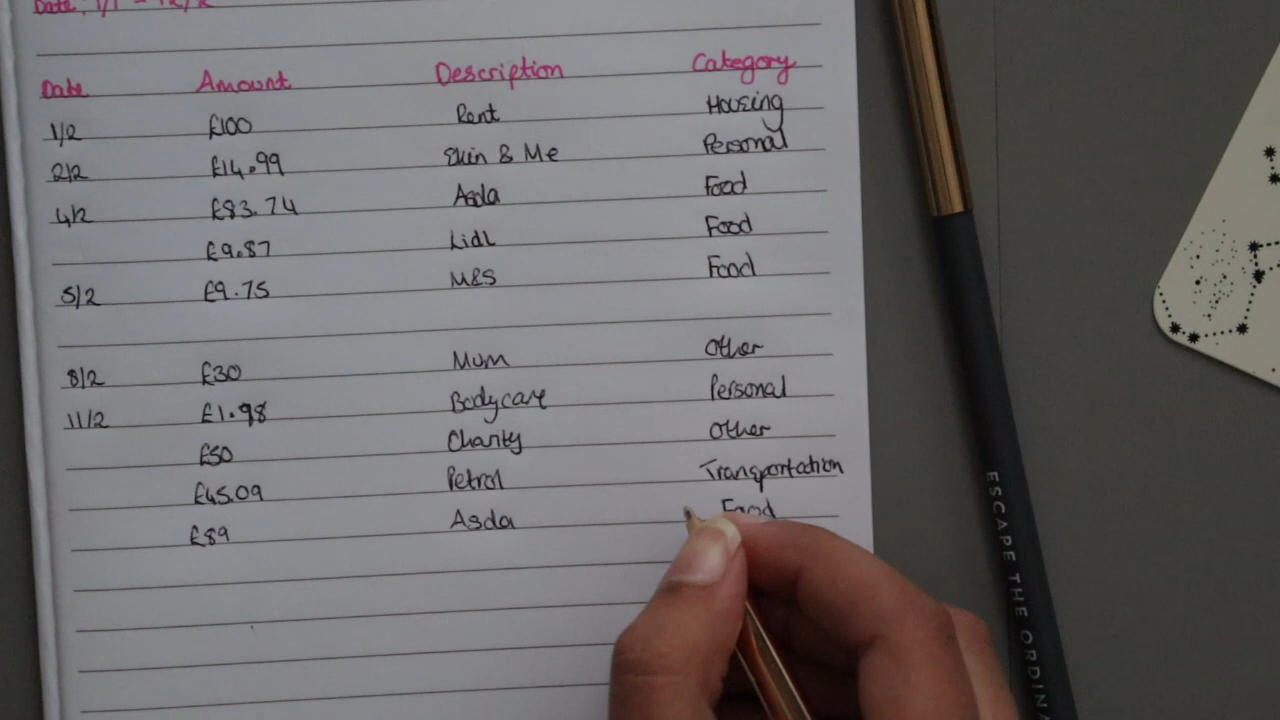 Date Amount Description Category
1/2 £100 Rent Housing
2/2 £14.99 Skin & Me Personal
4/2 £83.74 Asda Food
£9.87 Lidl Food
5/2 £9.75 M&S Food
8/2 £30 Mum Other
11/2 £1.98 Bodycare Personal
£50 Charity Other
£45.09 Petrol Transportation
£89 Asda Food
ESCAPE THE ORDINA